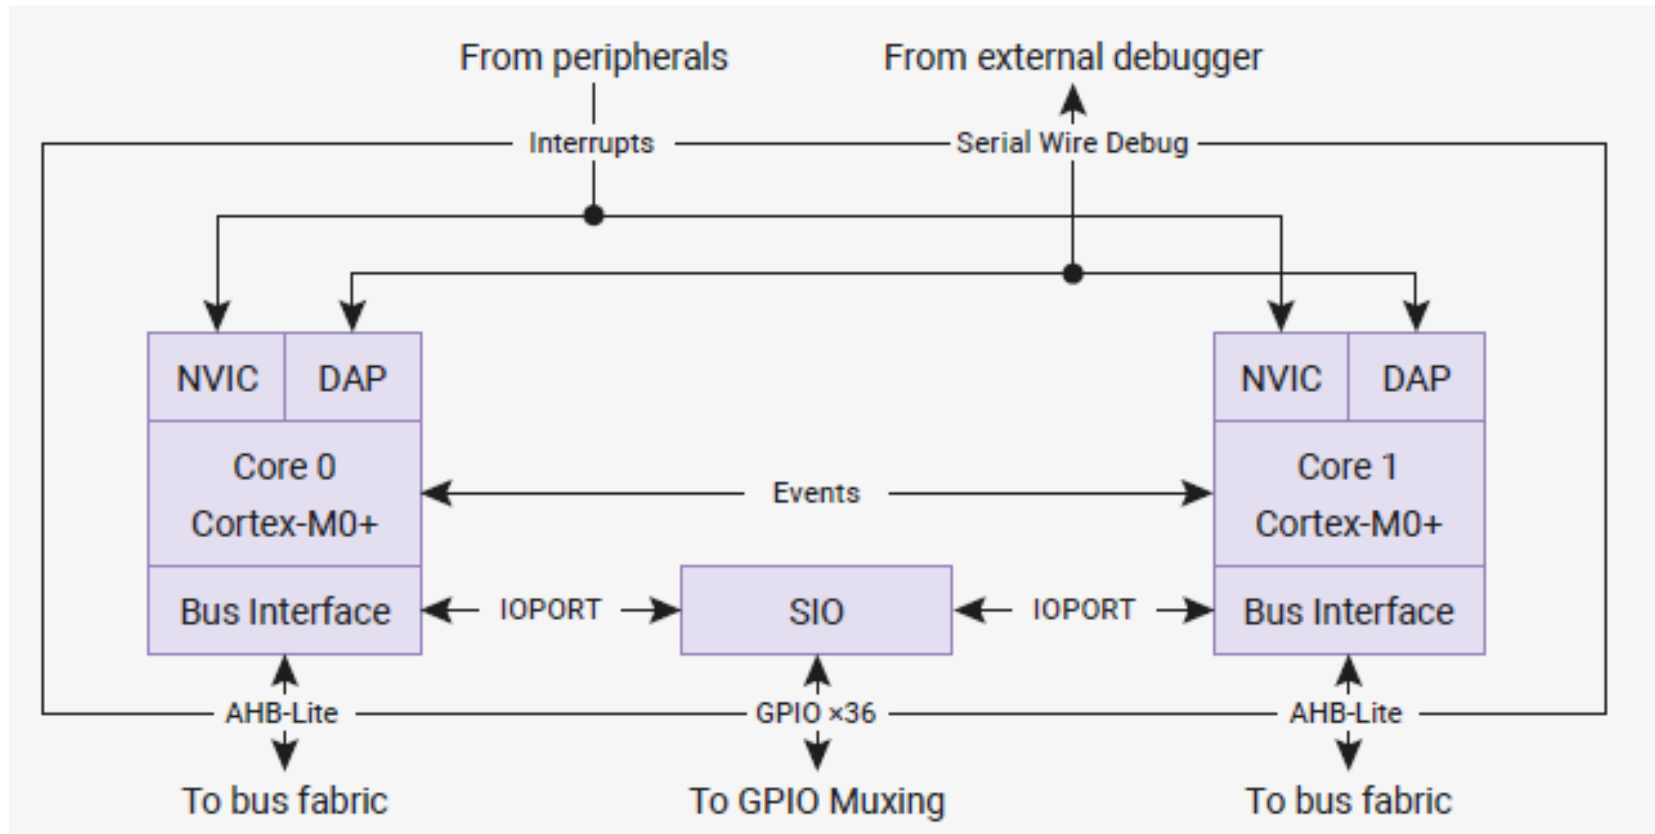 From peripherals
From external debugger
Interrupts
Serial Wire Debug
NVIC
DAP
NVIC
DAP
Core 0
Cortex-M0+
Events
Core 1
Cortex-M0+
Bus Interface
IOPORT
SIO
IOPORT
Bus Interface
AHB-Lite
GPIO ×36
AHB-Lite
To bus fabric
To GPIO Muxing
To bus fabric